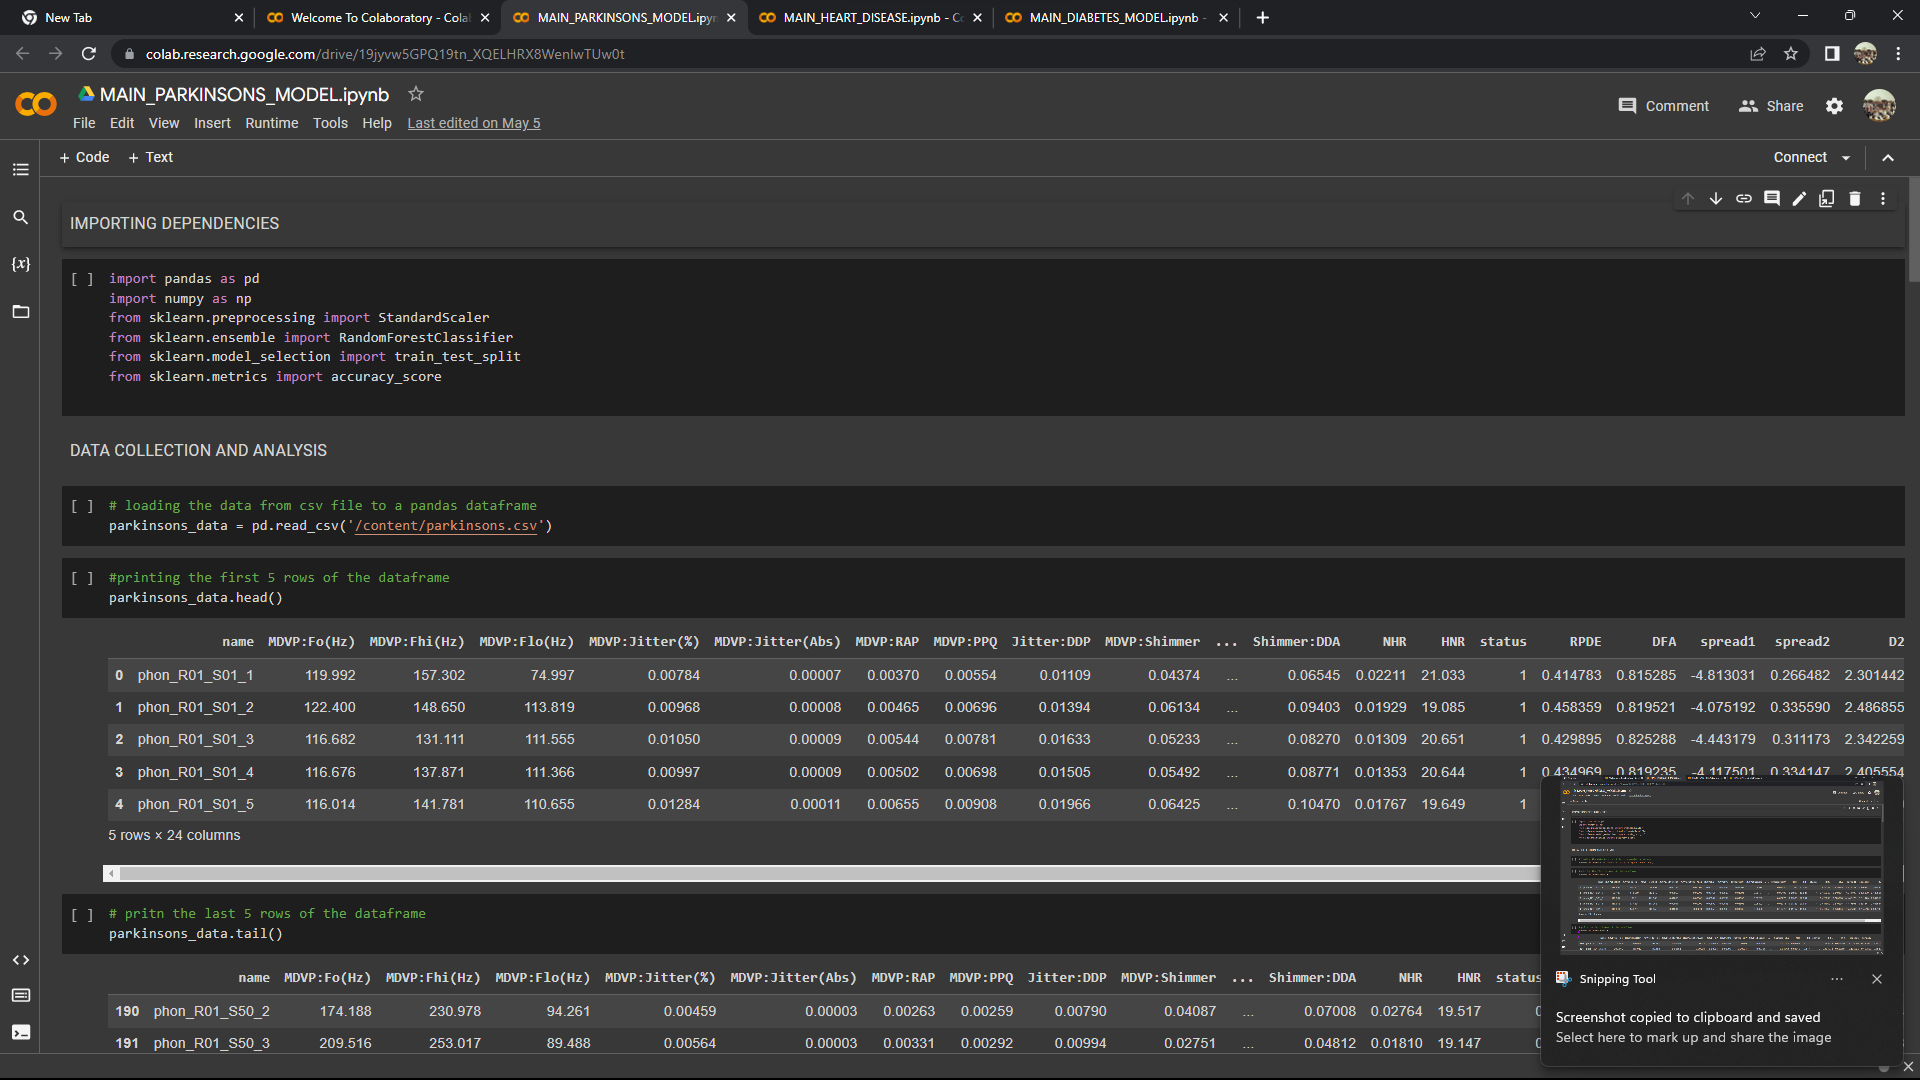 New Tab
Welcome To Colaboratory - Cola
MAIN_PARKINSONS_MODEL.ipyn
MAIN_HEART_DISEASE.ipynb - Co
MAIN_DIABETES_MODEL.ipynb -
colab.research.google.com/drive/19jyvw5GPQ19tn_XQELHRX8WenIwTUw0t
MAIN_PARKINSONS_MODEL.ipynb
Comment
Share
File Edit View Insert Runtime Tools Help Last edited on May 5
+ Code + Text
Connect
IMPORTING DEPENDENCIES
[ ] import pandas as pd
import numpy as np
from sklearn.preprocessing import StandardScaler
from sklearn.ensemble import RandomForestClassifier
from sklearn.model_selection import train_test_split
from sklearn.metrics import accuracy_score
DATA COLLECTION AND ANALYSIS
[ ] # loading the data from csv file to a pandas dataframe
parkinsons_data = pd.read_csv('/content/parkinsons.csv')
[ ] #printing the first 5 rows of the dataframe
parkinsons_data.head()
name MDVP:Fo(Hz) MDVP:Fhi(Hz) MDVP:Flo(Hz) MDVP:Jitter(%) MDVP:Jitter(Abs) MDVP:RAP MDVP:PPQ Jitter:DDP MDVP:Shimmer ... Shimmer:DDA NHR HNR status RPDE DFA spread1 spread2 D2
0 phon_R01_S01_1 119.992 157.302 74.997 0.00784 0.00007 0.00370 0.00554 0.01109 0.04374 ... 0.06545 0.02211 21.033 1 0.414783 0.815285 -4.813031 0.266482 2.301442
1 phon_R01_S01_2 122.400 148.650 113.819 0.00968 0.00008 0.00465 0.00696 0.01394 0.06134 ... 0.09403 0.01929 19.085 1 0.458359 0.819521 -4.075192 0.335590 2.486855
2 phon_R01_S01_3 116.682 131.111 111.555 0.01050 0.00009 0.00544 0.00781 0.01633 0.05233 ... 0.08270 0.01309 20.651 1 0.429895 0.825288 -4.443179 0.311173 2.342259
3 phon_R01_S01_4 116.676 137.871 111.366 0.00997 0.00009 0.00502 0.00698 0.01505 0.05492 ... 0.08771 0.01353 20.644 1 0.434969 0.819235 -4.117501 0.334147 2.405554
4 phon_R01_S01_5 116.014 141.781 110.655 0.01284 0.00011 0.00655 0.00908 0.01966 0.06425 ... 0.10470 0.01767 19.649 1
5 rows × 24 columns
[ ] # pritn the last 5 rows of the dataframe
parkinsons_data.tail()
name MDVP:Fo(Hz) MDVP:Fhi(Hz) MDVP:Flo(Hz) MDVP:Jitter(%) MDVP:Jitter(Abs) MDVP:RAP MDVP:PPQ Jitter:DDP MDVP:Shimmer ... Shimmer:DDA NHR HNR status
190 phon_R01_S50_2 174.188 230.978 94.261 0.00459 0.00003 0.00263 0.00259 0.00790 0.04087 ... 0.07008 0.02764 19.517 0
191 phon_R01_S50_3 209.516 253.017 89.488 0.00564 0.00003 0.00331 0.00292 0.00994 0.02751 ... 0.04812 0.01810 19.147 0
Snipping Tool
Screenshot copied to clipboard and saved
Select here to mark up and share the image